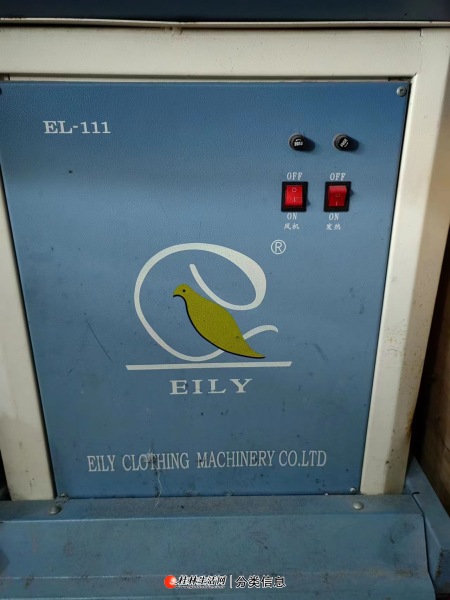 EL-111
OFF OFF
ON ON
风机 发热
®
EILY
EILY CLOTHING MACHINERY CO.LTD
桂林生活网 | 分类信息